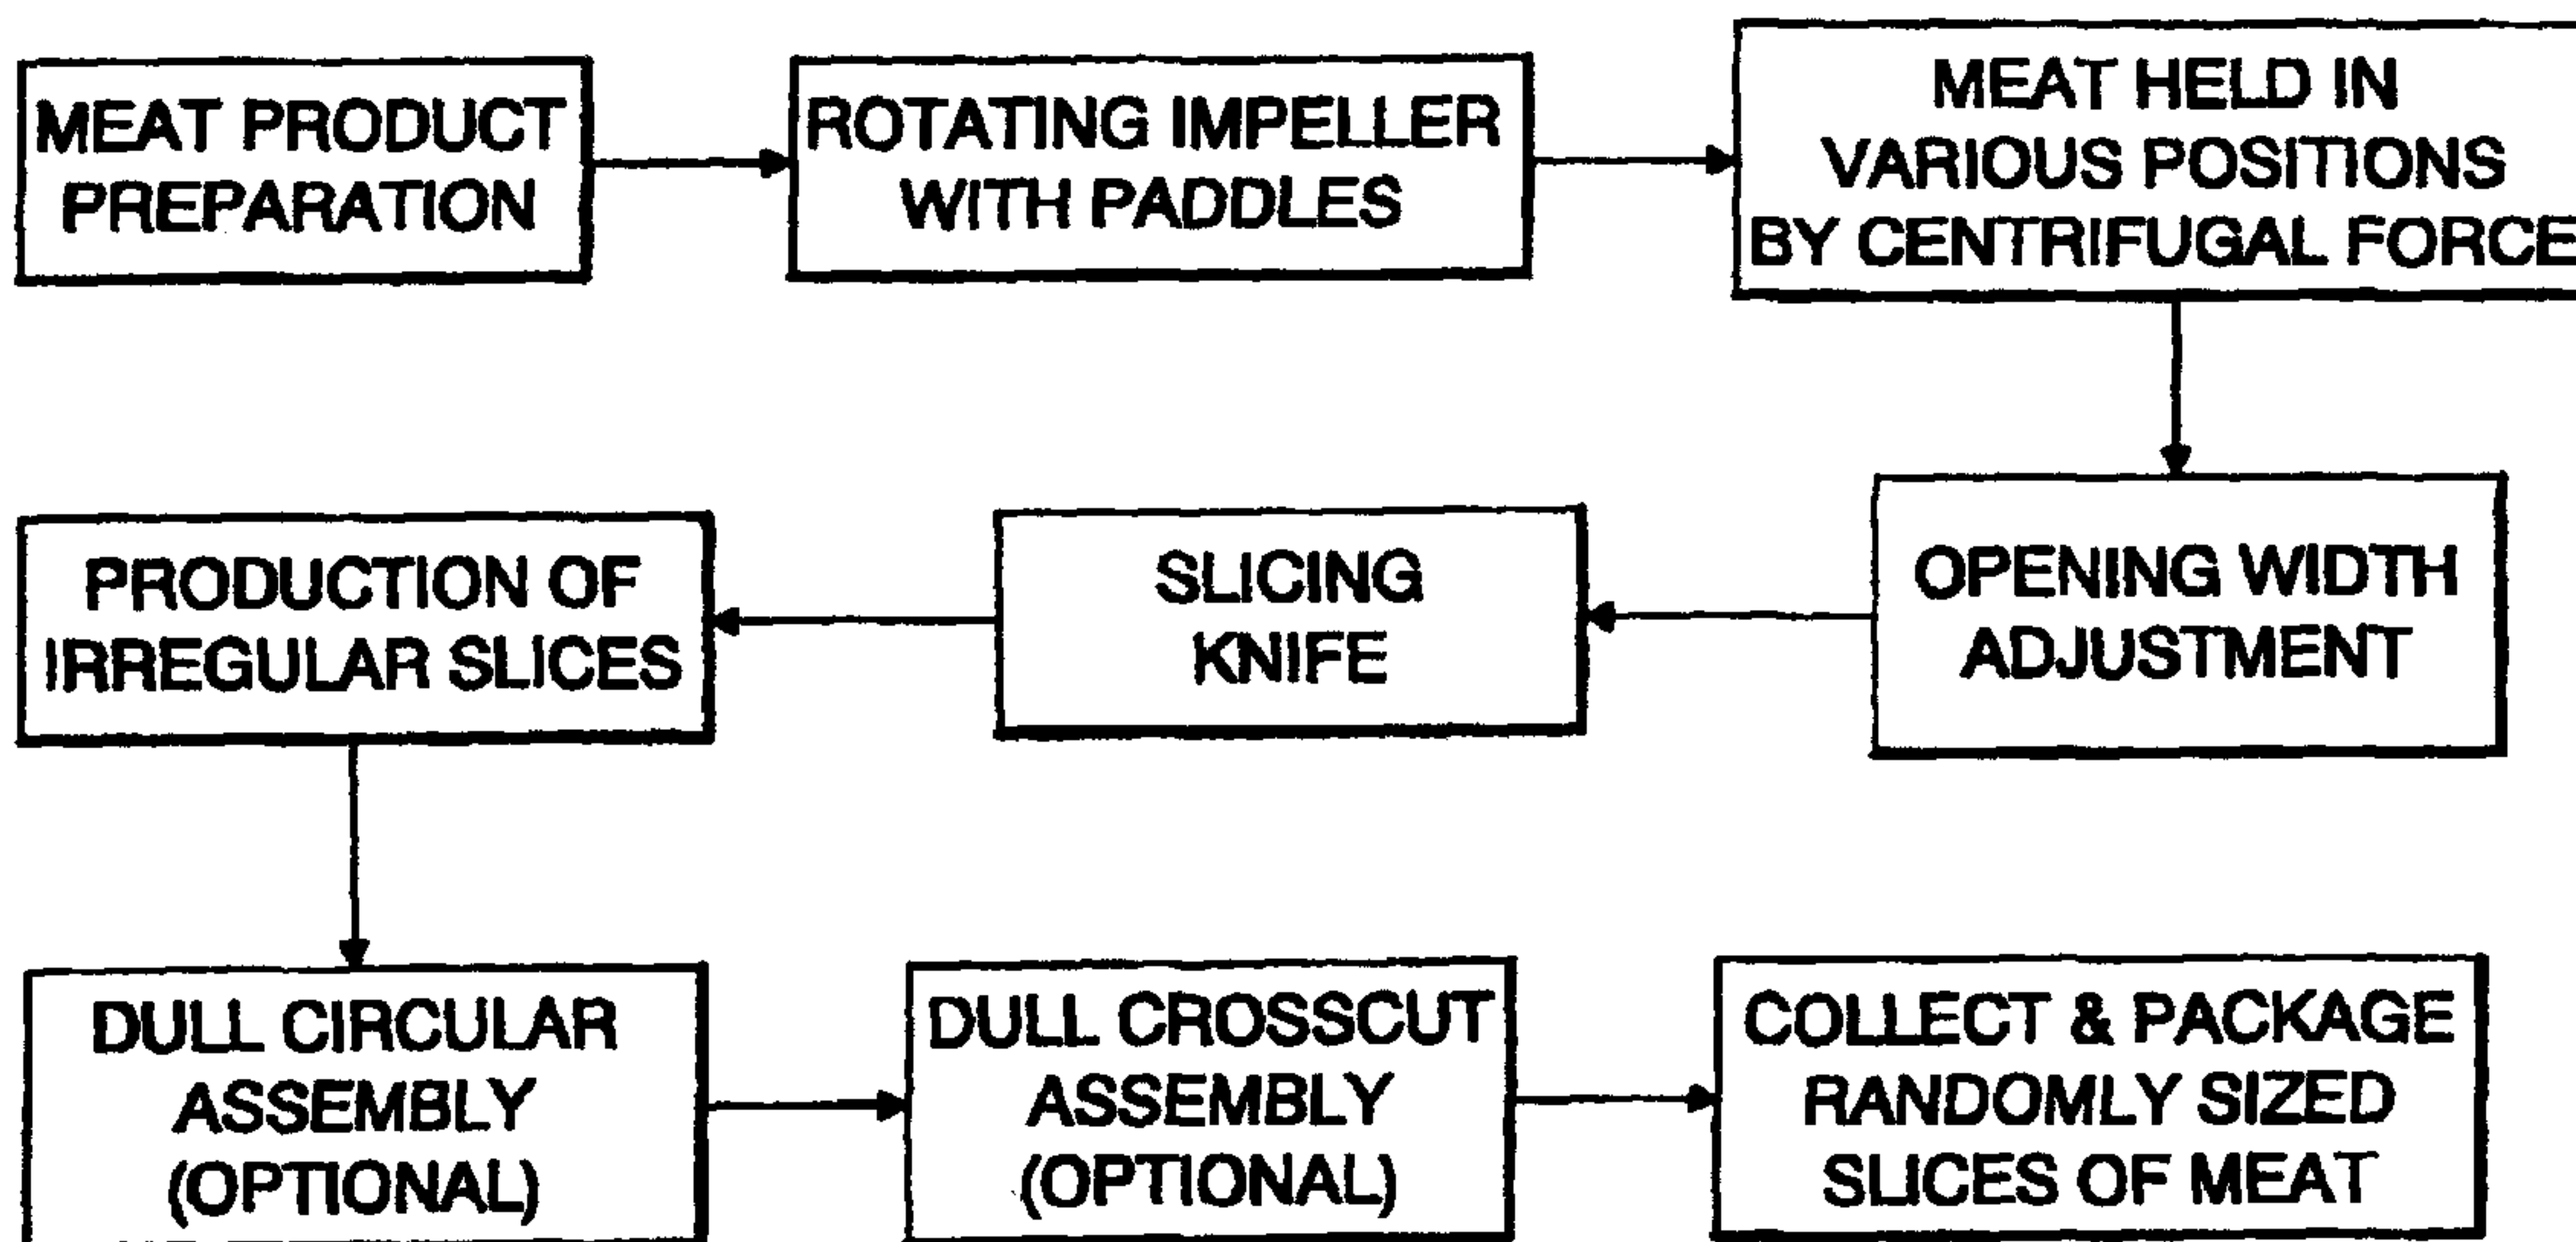 MEAT PRODUCT
PREPARATION
ROTATING IMPELLER
WITH PADDLES
MEAT HELD IN
VARIOUS POSITIONS
BY CENTRIFUGAL FORCE
OPENING WIDTH
ADJUSTMENT
SLICING
KNIFE
PRODUCTION OF
IRREGULAR SLICES
DULL CIRCULAR
ASSEMBLY
(OPTIONAL)
DULL CROSSCUT
ASSEMBLY
(OPTIONAL)
COLLECT & PACKAGE
RANDOMLY SIZED
SLICES OF MEAT